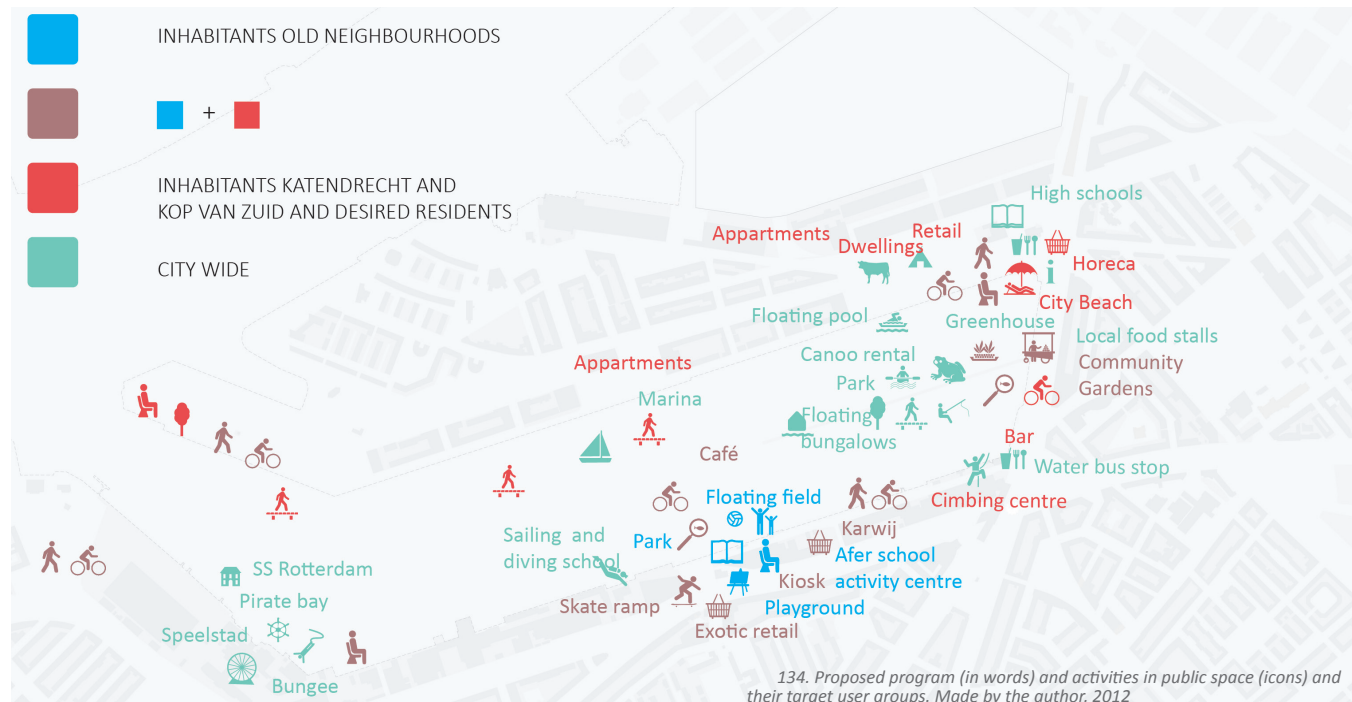 INHABITANTS OLD NEIGHBOURHOODS
+
INHABITANTS KATENDRECHT AND
KOP VAN ZUID AND DESIRED RESIDENTS
CITY WIDE
High schools
Appartments
Retail
Dwellings
Horeca
City Beach
Floating pool
Greenhouse
Local food stalls
Canoo rental
Community
Gardens
Appartments
Park
Marina
Floating
bungalows
Bar
Café
Water bus stop
Floating field
Cimbing centre
Sailing and
diving school
Park
Karwij
Afer school
activity centre
SS Rotterdam
Kiosk
Pirate bay
Skate ramp
Playground
Speelstad
Exotic retail
Bungee
134. Proposed program (in words) and activities in public space (icons) and
their target user groups. Made by the author, 2012